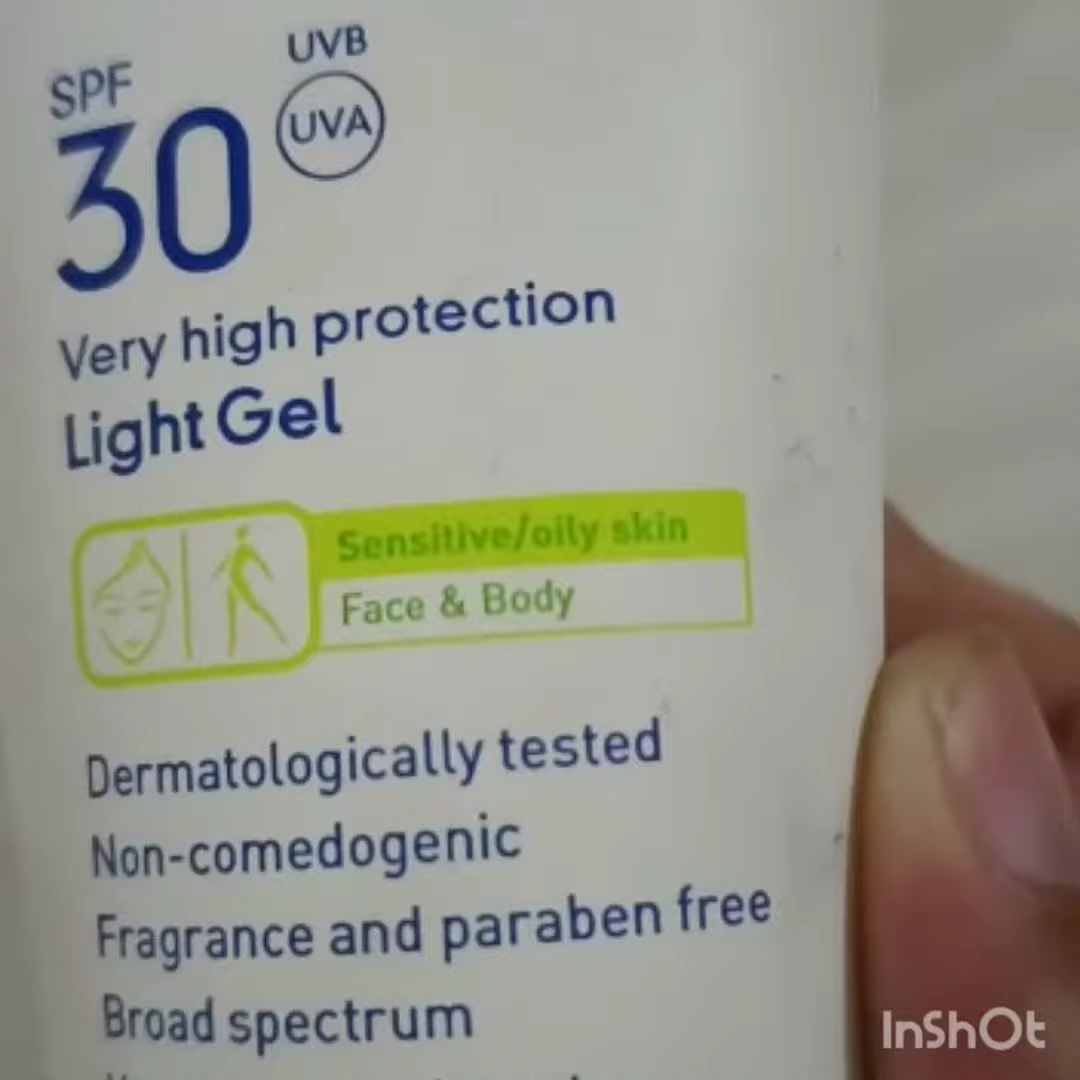 SPF
30
UVB
UVA
Very high protection
Light Gel
Sensitive/oily skin
Face & Body
Dermatologically tested
Non-comedogenic
Fragrance and paraben free
Broad spectrum
InShOt